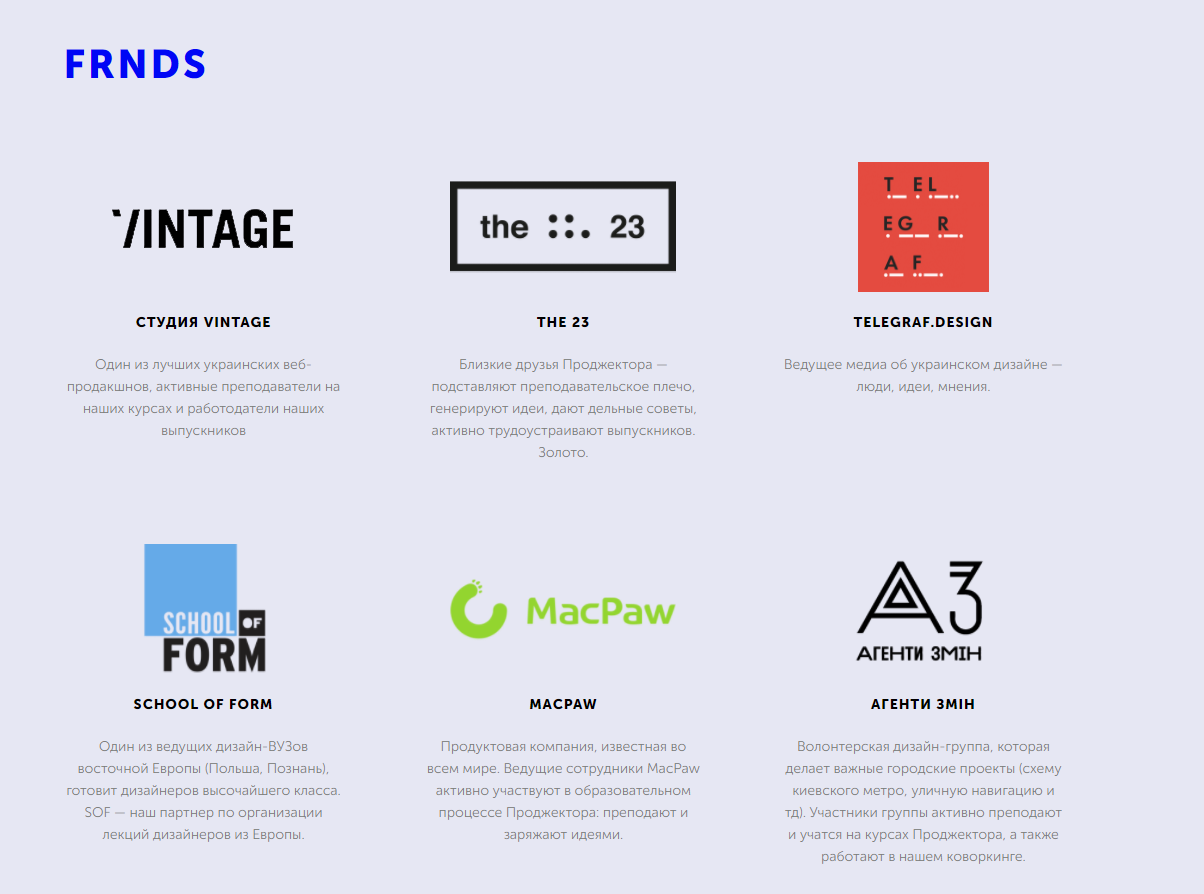 FRNDS
VINTAGE
the 23
T EL
EG R
A F
СТУДИЯ VINTAGE
THE 23
TELEGRAF.DESIGN
Один из лучших украинских веб-
продакшнов, активные преподаватели на
наших курсах и работодатели наших
выпускников
Близкие друзья Проджектора —
подставляют преподавательское плечо,
генерируют идеи, дают дельные советы,
активно трудоустраивают выпускников.
Золото.
Ведущее медиа об украинском дизайне —
люди, идеи, мнения.
SCHOOL OF
FORM
MacPaw
АЗ
АГЕНТИ ЗМІН
SCHOOL OF FORM
MACPAW
АГЕНТИ ЗМІН
Один из ведущих дизайн-ВУЗов
восточной Европы (Польша, Познань),
готовит дизайнеров высочайшего класса.
SOF — наш партнер по организации
лекций дизайнеров из Европы.
Продуктовая компания, известная во
всем мире. Ведущие сотрудники MacPaw
активно участвуют в образовательном
процессе Проджектора: преподают и
заряжают идеями.
Волонтерская дизайн-группа, которая
делает важные городские проекты (схему
киевского метро, уличную навигацию и
тд). Участники группы активно преподают
и учатся на курсах Проджектора, а также
работают в нашем коворкинге.